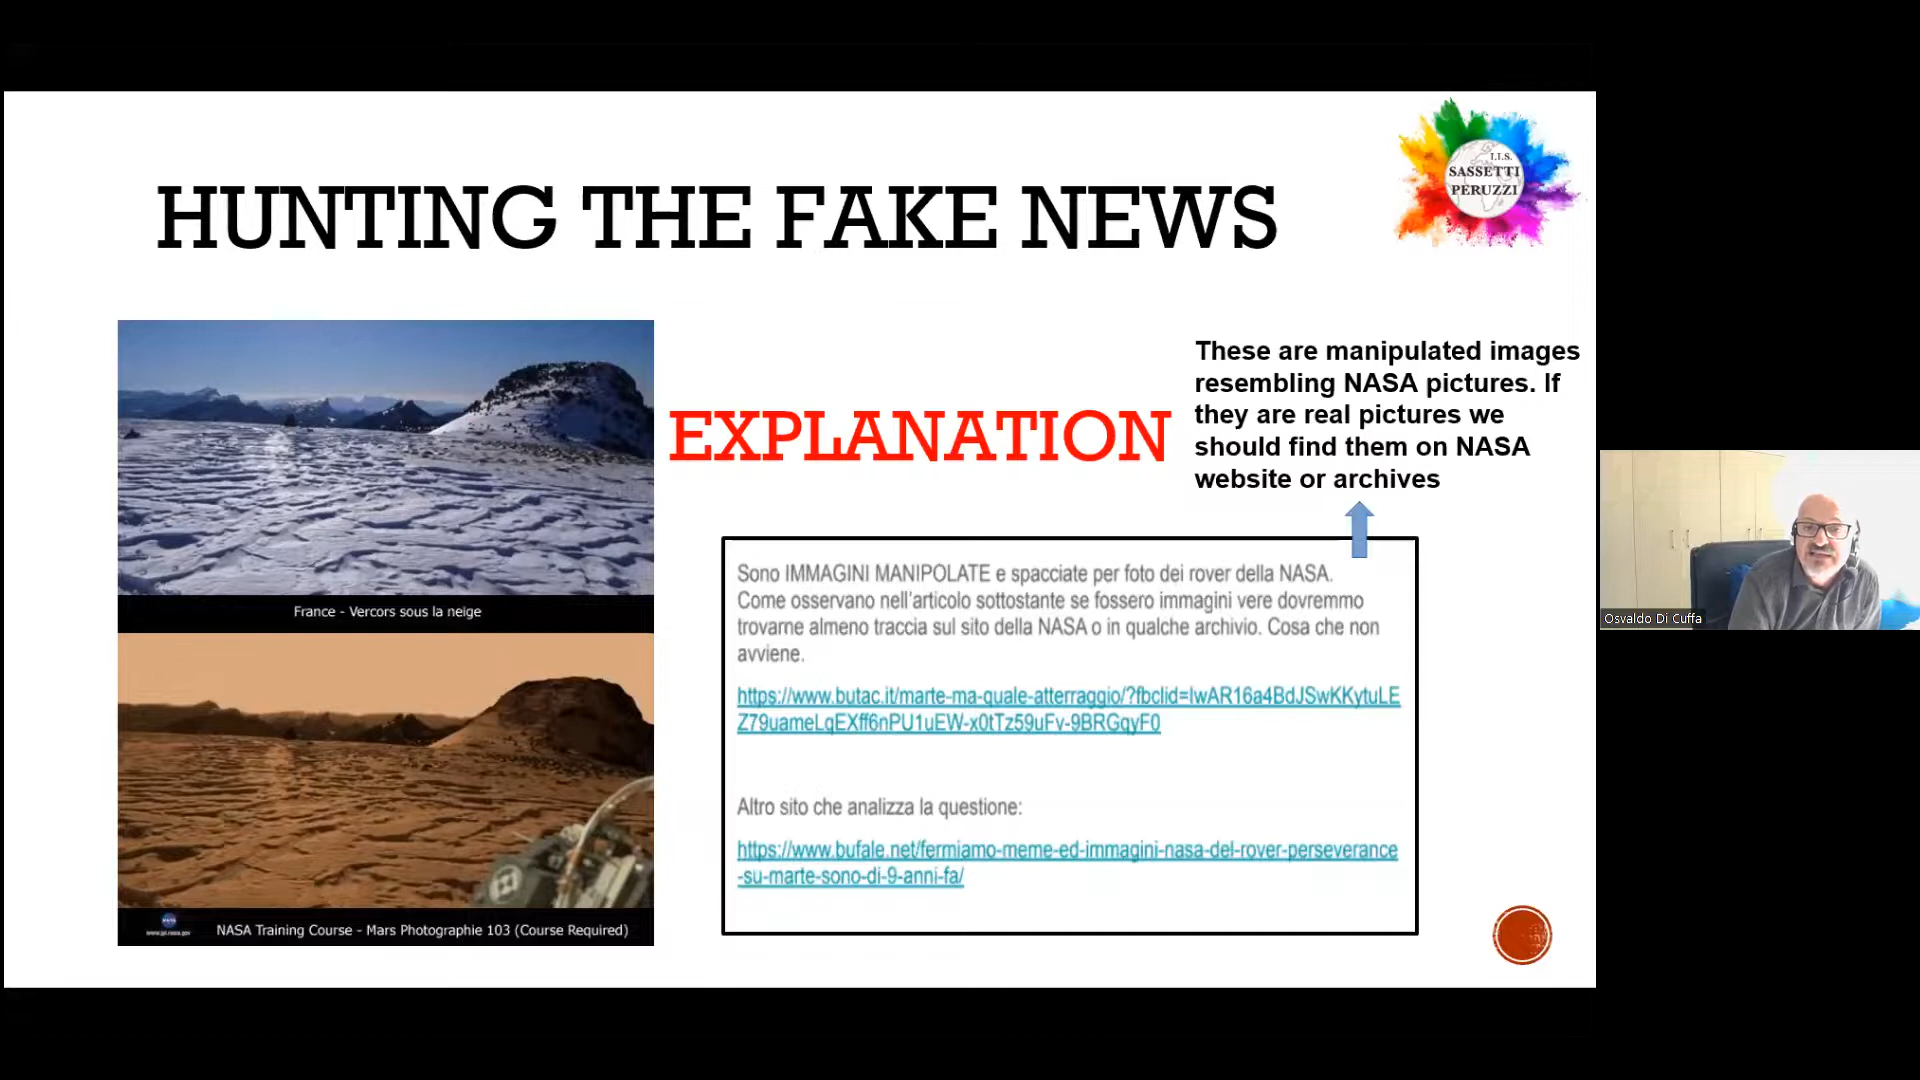 I.I.S.
SASSETTI
PERUZZI
HUNTING THE FAKE NEWS
France - Vercors sous la neige
NASA Training Course - Mars Photographie 103 (Course Required)
EXPLANATION
These are manipulated images
resembling NASA pictures. If
they are real pictures we
should find them on NASA
website or archives
Sono IMMAGINI MANIPOLATE e spacciate per foto dei rover della NASA.
Come osservano nell'articolo sottostante se fossero immagini vere dovremmo
trovarne almeno traccia sul sito della NASA o in qualche archivio. Cosa che non
avviene.
https://www.butac.it/marte-ma-quale-atterraggio/?fbclid=IwAR16a4BdJSwKKytuLE
Z79uameLqEXff6nPU1uEW-x0tTz59uFv-9BRGqyF0
Altro sito che analizza la questione:
https://www.bufale.net/fermiamo-meme-ed-immagini-nasa-del-rover-perseverance
-su-marte-sono-di-9-anni-fa/
Osvaldo Di Cuffa